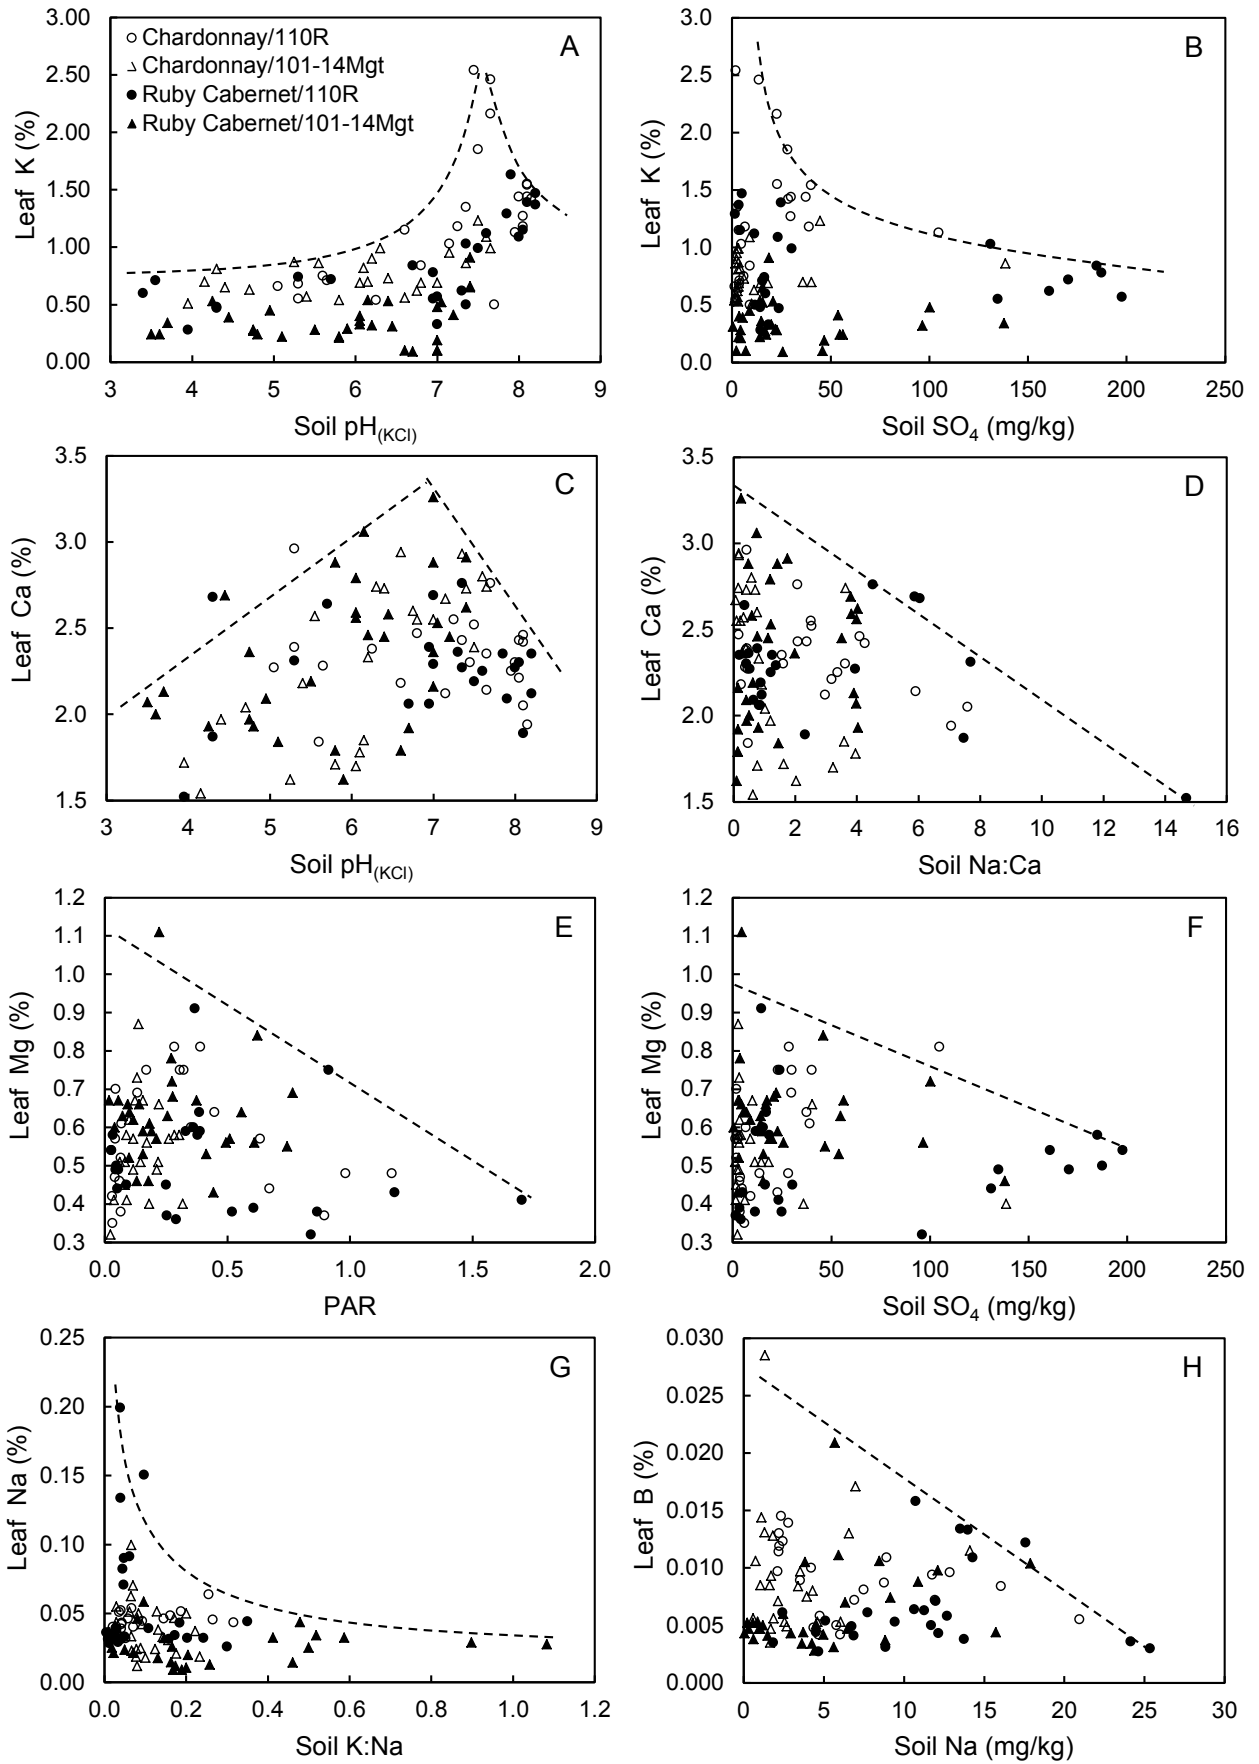 3.00
2.50
2.00
1.50
1.00
0.50
0.00
Leaf K (%)
○ Chardonnay/110R
△ Chardonnay/101-14Mgt
● Ruby Cabernet/110R
▲ Ruby Cabernet/101-14Mgt
A
3 4 5 6 7 8 9
Soil pH(KCl)
3.0
2.5
2.0
1.5
1.0
0.5
0.0
Leaf K (%)
B
0 50 100 150 200 250
Soil SO4 (mg/kg)
3.5
3.0
2.5
2.0
1.5
Leaf Ca (%)
C
3 4 5 6 7 8 9
Soil pH(KCl)
3.5
3.0
2.5
2.0
1.5
Leaf Ca (%)
D
0 2 4 6 8 10 12 14 16
Soil Na:Ca
1.2
1.1
1.0
0.9
0.8
0.7
0.6
0.5
0.4
0.3
Leaf Mg (%)
E
0.0 0.5 1.0 1.5 2.0
PAR
1.2
1.1
1.0
0.9
0.8
0.7
0.6
0.5
0.4
0.3
Leaf Mg (%)
F
0 50 100 150 200 250
Soil SO4 (mg/kg)
0.25
0.20
0.15
0.10
0.05
0.00
Leaf Na (%)
G
0.0 0.2 0.4 0.6 0.8 1.0 1.2
Soil K:Na
0.030
0.025
0.020
0.015
0.010
0.005
0.000
Leaf B (%)
H
0 5 10 15 20 25 30
Soil Na (mg/kg)